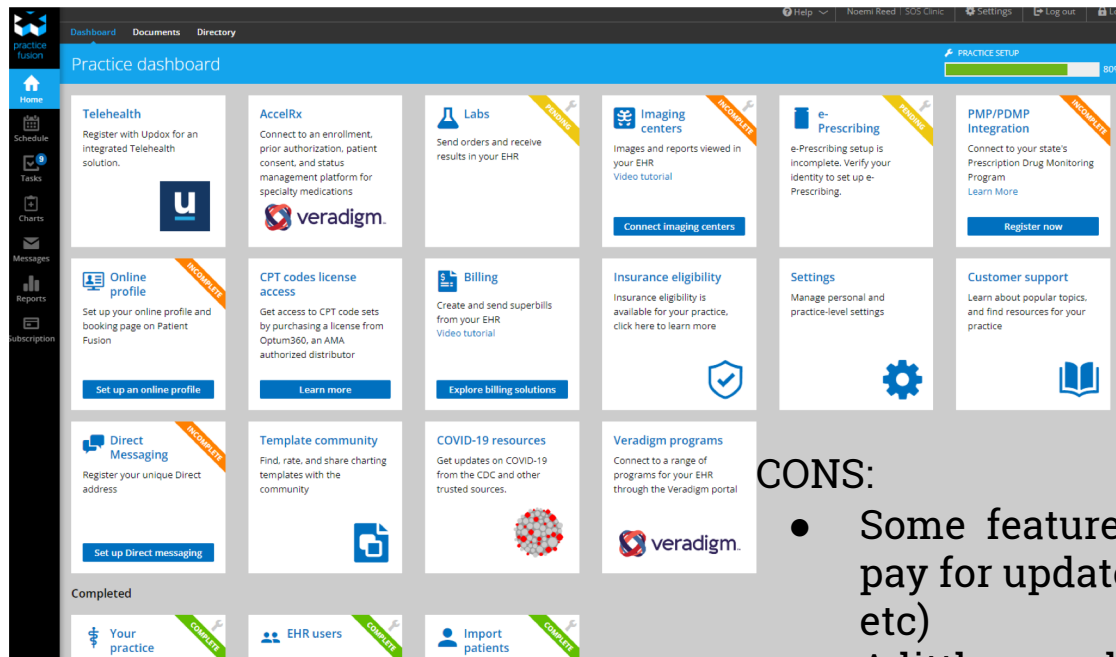 Help
Noemi Reed | SOS Clinic
Settings
Log out
practice
fusion
Dashboard Documents Directory
Practice dashboard
PRACTICE SETUP
80%
Home
Schedule
9
Tasks
Charts
Messages
Reports
Subscription
Telehealth
Register with Updox for an
integrated Telehealth
solution.
u
AccelRx
Connect to an enrollment,
prior authorization, patient
consent, and status
management platform for
specialty medications
veradigm.
Labs
PENDING
Send orders and receive
results in your EHR
Imaging
centers
INCOMPLETE
Images and reports viewed in
your EHR
Video tutorial
Connect imaging centers
e-
Prescribing
PENDING
e-Prescribing setup is
incomplete. Verify your
identity to set up e-
Prescribing.
PMP/PDMP
Integration
INCOMPLETE
Connect to your state's
Prescription Drug Monitoring
Program
Learn More
Register now
Online
profile
INCOMPLETE
Set up your online profile and
booking page on Patient
Fusion
Set up an online profile
CPT codes license
access
Get access to CPT code sets
by purchasing a license from
Optum360, an AMA
authorized distributor
Learn more
Billing
Create and send superbills
from your EHR
Video tutorial
Explore billing solutions
Insurance eligibility
Insurance eligibility is
available for your practice,
click here to learn more
Settings
Manage personal and
practice-level settings
Customer support
Learn about popular topics,
and find resources for your
practice
Direct
Messaging
INCOMPLETE
Register your unique Direct
address
Set up Direct messaging
Template community
Find, rate, and share charting
templates with the
community
COVID-19 resources
Get updates on COVID-19
from the CDC and other
trusted sources.
Veradigm programs
Connect to a range of
programs for your EHR
through the Veradigm portal
veradigm.
CONS:
● Some feature
pay for update
etc)
Completed
Your
practice
COMPLETE
EHR users
COMPLETE
Import
patients
COMPLETE